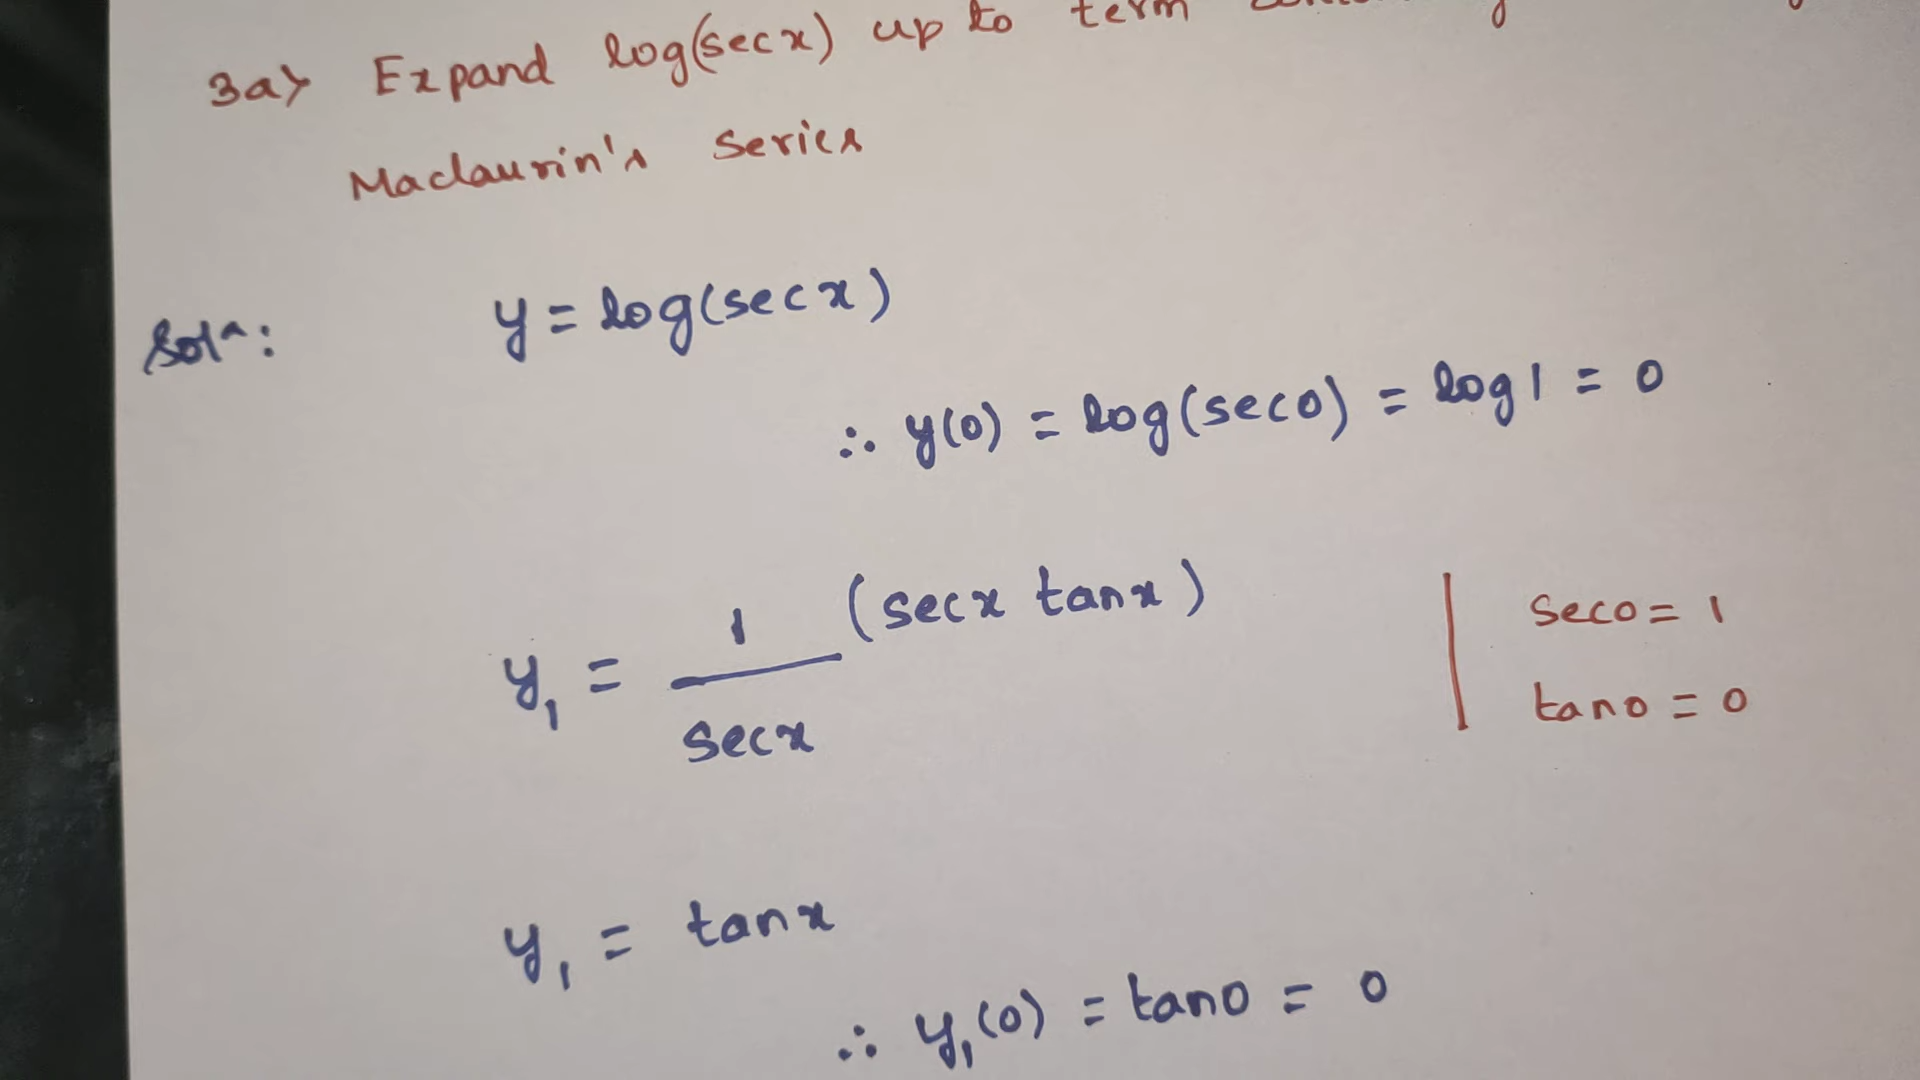 3a> Expand log(secx) up to term
Maclaurin's series
Solⁿ: y = log(secx)
∴ y(0) = log(sec0) = log1 = 0
y₁ = 1/secx (secx tanx)
sec0 = 1
tan0 = 0
y₁ = tanx
∴ y₁(0) = tan0 = 0